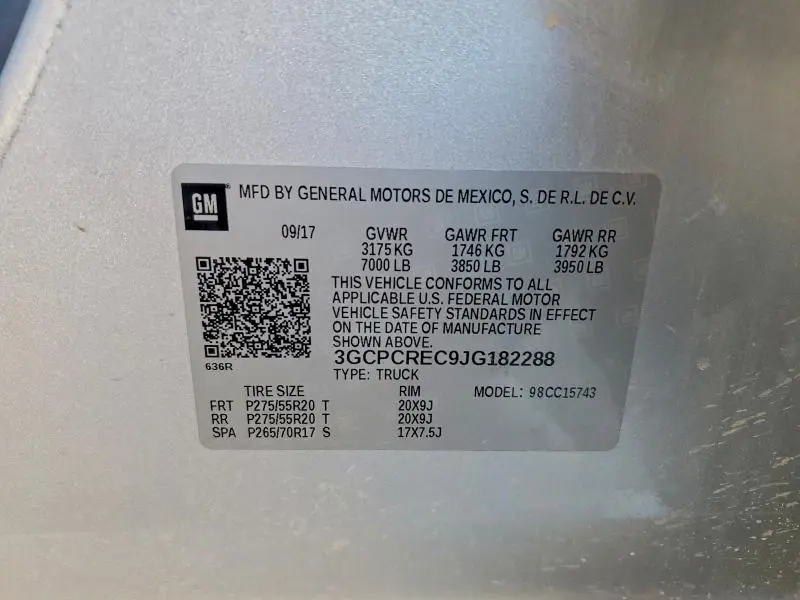 GM
MFD BY GENERAL MOTORS DE MEXICO, S. DE R.L. DE C.V.
09/17 GVWR GAWR FRT GAWR RR
3175 KG 1746 KG 1792 KG
7000 LB 3850 LB 3950 LB
THIS VEHICLE CONFORMS TO ALL
APPLICABLE U.S. FEDERAL MOTOR
VEHICLE SAFETY STANDARDS IN EFFECT
ON THE DATE OF MANUFACTURE
SHOWN ABOVE.
3GCPCREC9JG182288
636R
TYPE: TRUCK
TIRE SIZE RIM MODEL: 98CC15743
FRT P275/55R20 T 20X9J
RR P275/55R20 T 20X9J
SPA P265/70R17 S 17X7.5J